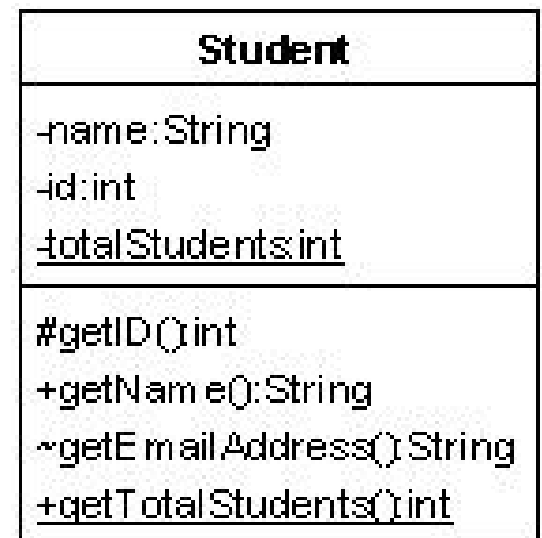 Student
-name:String
-id:int
-totalStudents:int
#getID():int
+getName():String
~getEmailAddress():String
+getTotalStudents():int